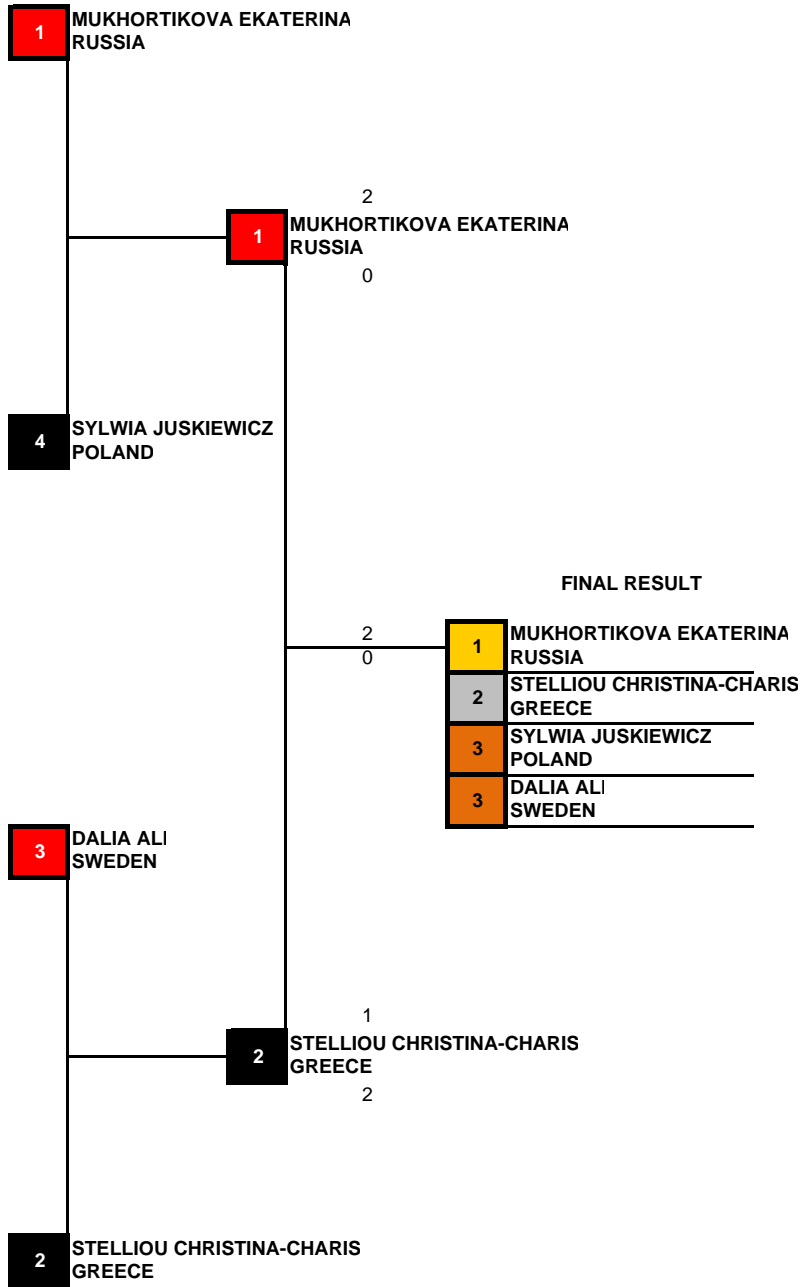 1
MUKHORTIKOVA EKATERINA
RUSSIA
2
1
MUKHORTIKOVA EKATERINA
RUSSIA
0
4
SYLWIA JUSKIEWICZ
POLAND
FINAL RESULT
2
0
1
MUKHORTIKOVA EKATERINA
RUSSIA
2
STELLIOU CHRISTINA-CHARIS
GREECE
3
SYLWIA JUSKIEWICZ
POLAND
3
DALIA ALI
SWEDEN
3
DALIA ALI
SWEDEN
1
2
STELLIOU CHRISTINA-CHARIS
GREECE
2
2
STELLIOU CHRISTINA-CHARIS
GREECE